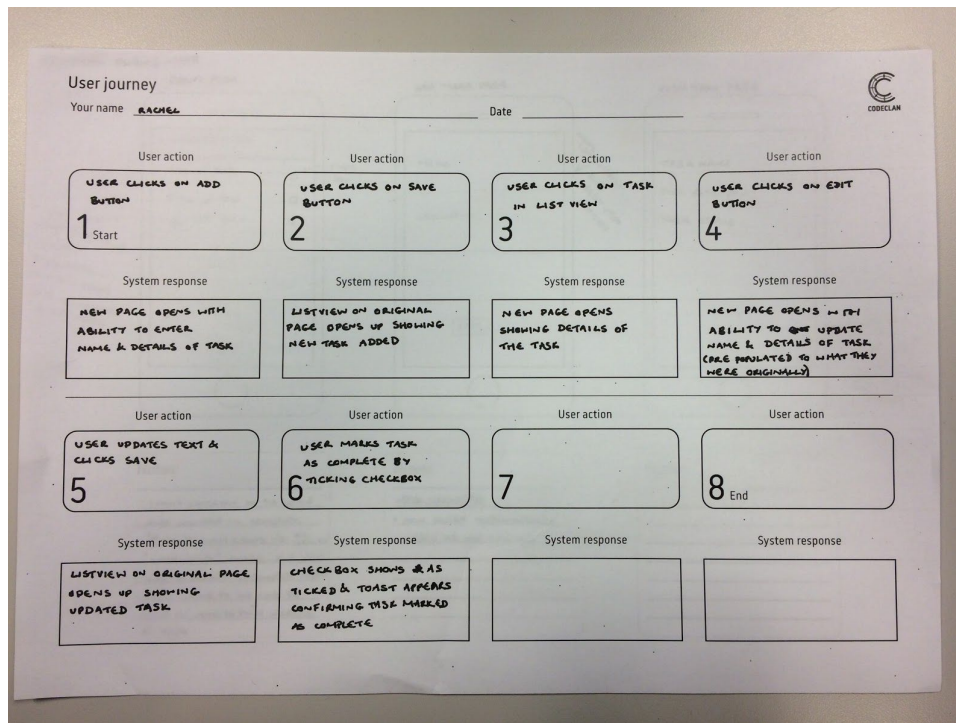 User journey
Your name RACHEL Date
CODECLAN
User action User action User action User action
USER CLICKS ON ADD
BUTTON
1 Start
USER CLICKS ON SAVE
BUTTON
2
USER CLICKS ON TASK
IN LIST VIEW
3
USER CLICKS ON EDIT
BUTTON
4
System response System response System response System response
NEW PAGE OPENS WITH
ABILITY TO ENTER
NAME & DETAILS OF TASK
LISTVIEW ON ORIGINAL
PAGE OPENS UP SHOWING
NEW TASK ADDED
NEW PAGE OPENS
SHOWING DETAILS OF
THE TASK
NEW PAGE OPENS WITH
ABILITY TO UPDATE
NAME & DETAILS OF TASK
(PRE POPULATED TO WHAT THEY
WERE ORIGINALLY)
User action User action User action User action
USER UPDATES TEXT &
CLICKS SAVE
5
USER MARKS TASK
AS COMPLETE BY
TICKING CHECKBOX
6
7
8 End
System response System response System response System response
LISTVIEW ON ORIGINAL PAGE
OPENS UP SHOWING
UPDATED TASK
CHECKBOX SHOWS AS
TICKED & TOAST APPEARS
CONFIRMING TASK MARKED
AS COMPLETE